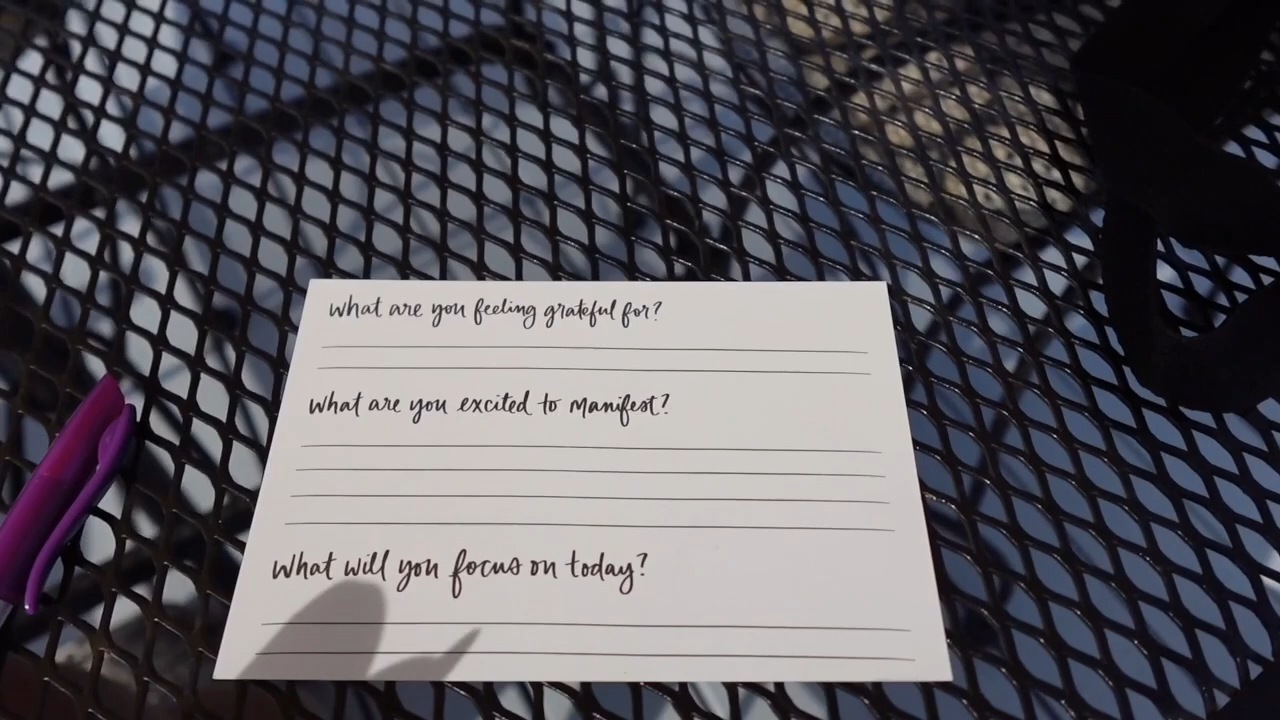 What are you feeling grateful for?
What are you excited to manifest?
What will you focus on today?